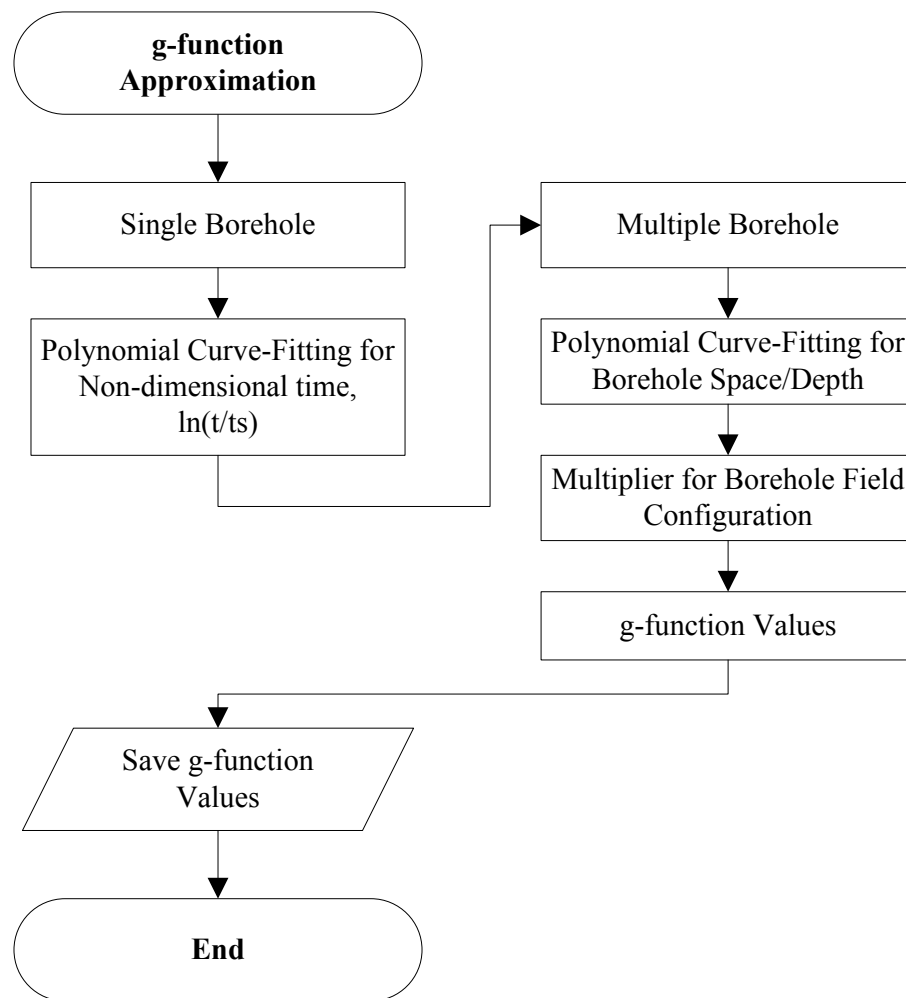 g-function
Approximation
Single Borehole
Polynomial Curve-Fitting for
Non-dimensional time,
ln(t/ts)
Multiple Borehole
Polynomial Curve-Fitting for
Borehole Space/Depth
Multiplier for Borehole Field
Configuration
g-function Values
Save g-function
Values
End